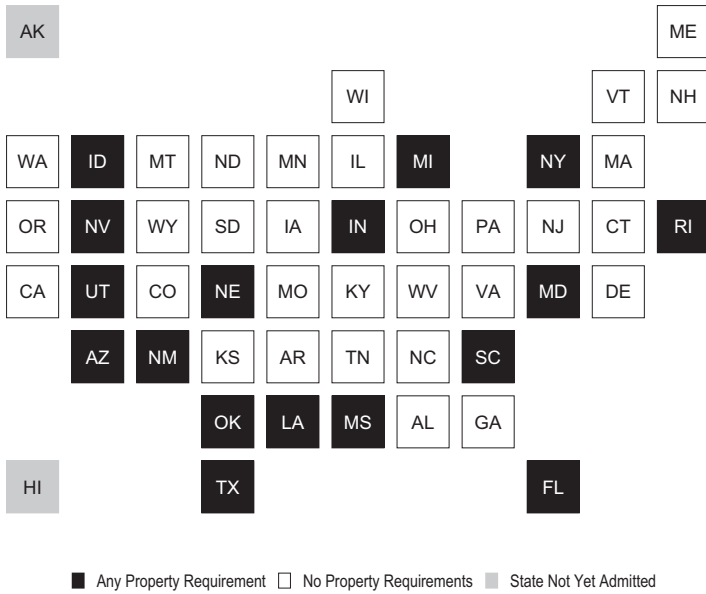 AK ME
WI VT NH
WA ID MT ND MN IL MI NY MA
OR NV WY SD IA IN OH PA NJ CT RI
CA UT CO NE MO KY WV VA MD DE
AZ NM KS AR TN NC SC
OK LA MS AL GA
HI TX FL
Any Property Requirement No Property Requirements State Not Yet Admitted